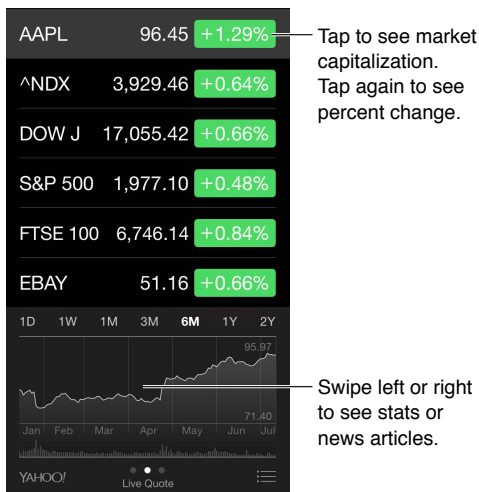 AAPL 96.45 +1.29%
^NDX 3,929.46 +0.64%
DOW J 17,055.42 +0.66%
S&P 500 1,977.10 +0.48%
FTSE 100 6,746.14 +0.84%
EBAY 51.16 +0.66%
1D 1W 1M 3M 6M 1Y 2Y
95.97
71.40
Jan Feb Mar Apr May Jun Jul
YAHOO!
Live Quote
Tap to see market
capitalization.
Tap again to see
percent change.
Swipe left or right
to see stats or
news articles.